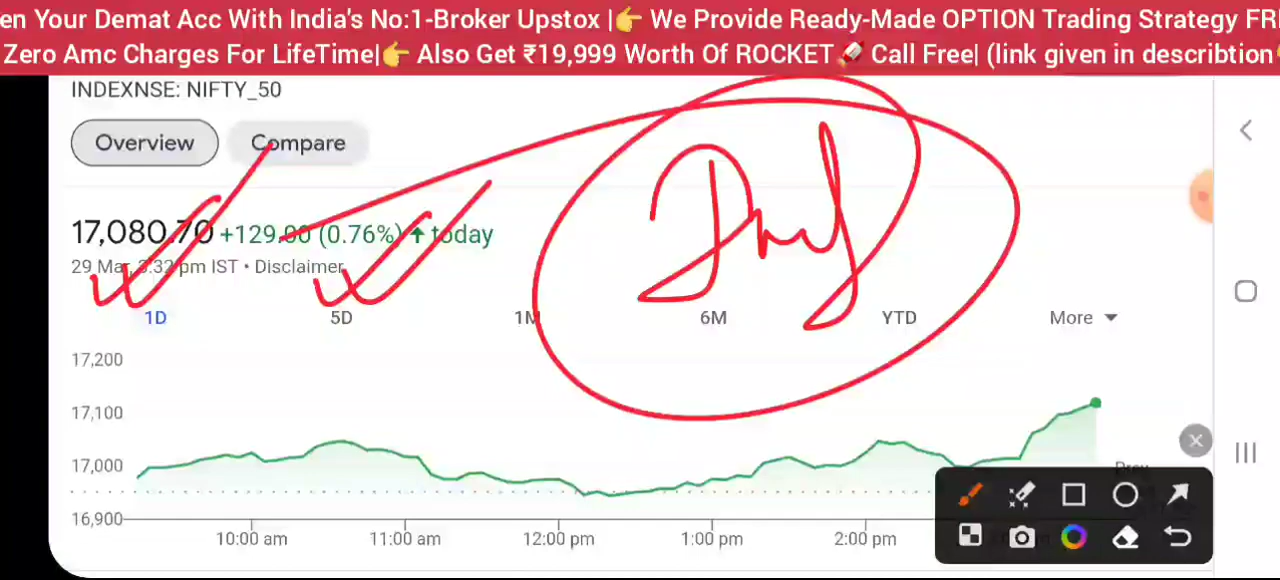 en Your Demat Acc With India's No:1-Broker Upstox |👉 We Provide Ready-Made OPTION Trading Strategy FRE
Zero Amc Charges For LifeTime|👉 Also Get ₹19,999 Worth Of ROCKET🚀 Call Free| (link given in describtion
INDEXNSE: NIFTY_50
Overview Compare
17,080.70 +129.00 (0.76%) ↑ today
29 Mar, 3:32 pm IST • Disclaimer
1D 5D 1M 6M YTD More
17,200
17,100
17,000
16,900
10:00 am 11:00 am 12:00 pm 1:00 pm 2:00 pm